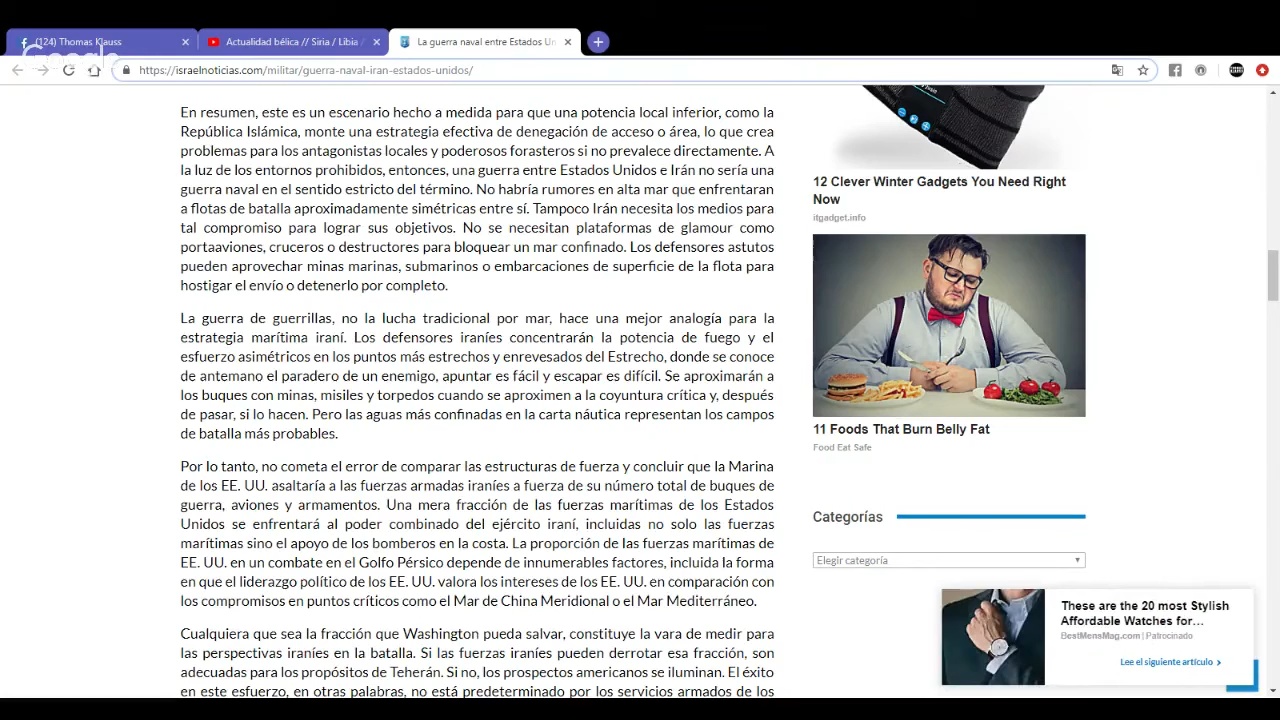 (124) Thomas Klauss
Actualidad bélica // Siria / Libia /
La guerra naval entre Estados Un
Google
https://israelnoticias.com/militar/guerra-naval-iran-estados-unidos/
En resumen, este es un escenario hecho a medida para que una potencia local inferior, como la
República Islámica, monte una estrategia efectiva de denegación de acceso o área, lo que crea
problemas para los antagonistas locales y poderosos forasteros si no prevalece directamente. A
la luz de los entornos prohibidos, entonces, una guerra entre Estados Unidos e Irán no sería una
guerra naval en el sentido estricto del término. No habría rumores en alta mar que enfrentaran
a flotas de batalla aproximadamente simétricas entre sí. Tampoco Irán necesita los medios para
tal compromiso para lograr sus objetivos. No se necesitan plataformas de glamour como
portaaviones, cruceros o destructores para bloquear un mar confinado. Los defensores astutos
pueden aprovechar minas marinas, submarinos o embarcaciones de superficie de la flota para
hostigar el envío o detenerlo por completo.
La guerra de guerrillas, no la lucha tradicional por mar, hace una mejor analogía para la
estrategia marítima iraní. Los defensores iraníes concentrarán la potencia de fuego y el
esfuerzo asimétricos en los puntos más estrechos y enrevesados del Estrecho, donde se conoce
de antemano el paradero de un enemigo, apuntar es fácil y escapar es difícil. Se aproximarán a
los buques con minas, misiles y torpedos cuando se aproximen a la coyuntura crítica y, después
de pasar, si lo hacen. Pero las aguas más confinadas en la carta náutica representan los campos
de batalla más probables.
Por lo tanto, no cometa el error de comparar las estructuras de fuerza y concluir que la Marina
de los EE. UU. asaltaría a las fuerzas armadas iraníes a fuerza de su número total de buques de
guerra, aviones y armamentos. Una mera fracción de las fuerzas marítimas de los Estados
Unidos se enfrentará al poder combinado del ejército iraní, incluidas no solo las fuerzas
marítimas sino el apoyo de los bomberos en la costa. La proporción de las fuerzas marítimas de
EE. UU. en un combate en el Golfo Pérsico depende de innumerables factores, incluida la forma
en que el liderazgo político de los EE. UU. valora los intereses de los EE. UU. en comparación con
los compromisos en puntos críticos como el Mar de China Meridional o el Mar Mediterráneo.
Cualquiera que sea la fracción que Washington pueda salvar, constituye la vara de medir para
las perspectivas iraníes en la batalla. Si las fuerzas iraníes pueden derrotar esa fracción, son
adecuadas para los propósitos de Teherán. Si no, los prospectos americanos se iluminan. El éxito
en este esfuerzo, en otras palabras, no está predeterminado por los servicios armados de los
12 Clever Winter Gadgets You Need Right
Now
itgadget.info
11 Foods That Burn Belly Fat
Food Eat Safe
Categorías
Elegir categoría
These are the 20 most Stylish
Affordable Watches for…
BestMensMag.com | Patrocinado
Lee el siguiente artículo